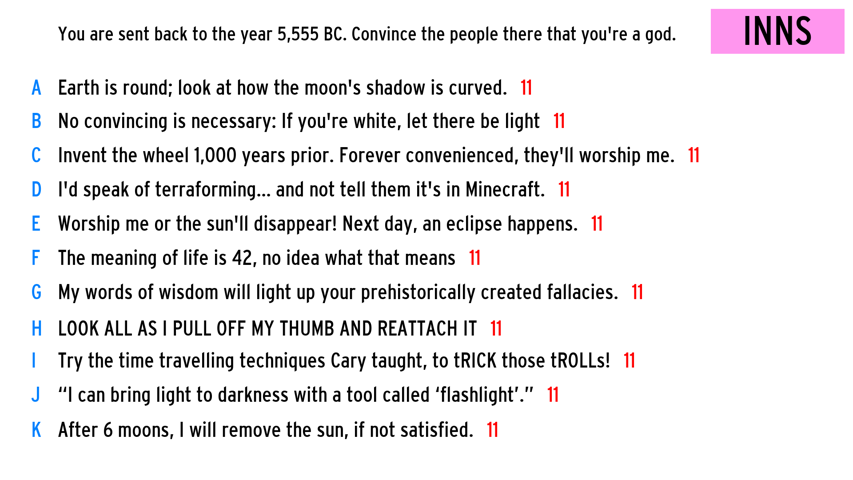 You are sent back to the year 5,555 BC. Convince the people there that you're a god.
INNS
A Earth is round; look at how the moon's shadow is curved. 11
B No convincing is necessary: If you're white, let there be light 11
C Invent the wheel 1,000 years prior. Forever convenienced, they'll worship me. 11
D I'd speak of terraforming... and not tell them it's in Minecraft. 11
E Worship me or the sun'll disappear! Next day, an eclipse happens. 11
F The meaning of life is 42, no idea what that means 11
G My words of wisdom will light up your prehistorically created fallacies. 11
H LOOK ALL AS I PULL OFF MY THUMB AND REATTACH IT 11
I Try the time travelling techniques Cary taught, to tRICK those tROLLs! 11
J “I can bring light to darkness with a tool called ‘flashlight’.” 11
K After 6 moons, I will remove the sun, if not satisfied. 11